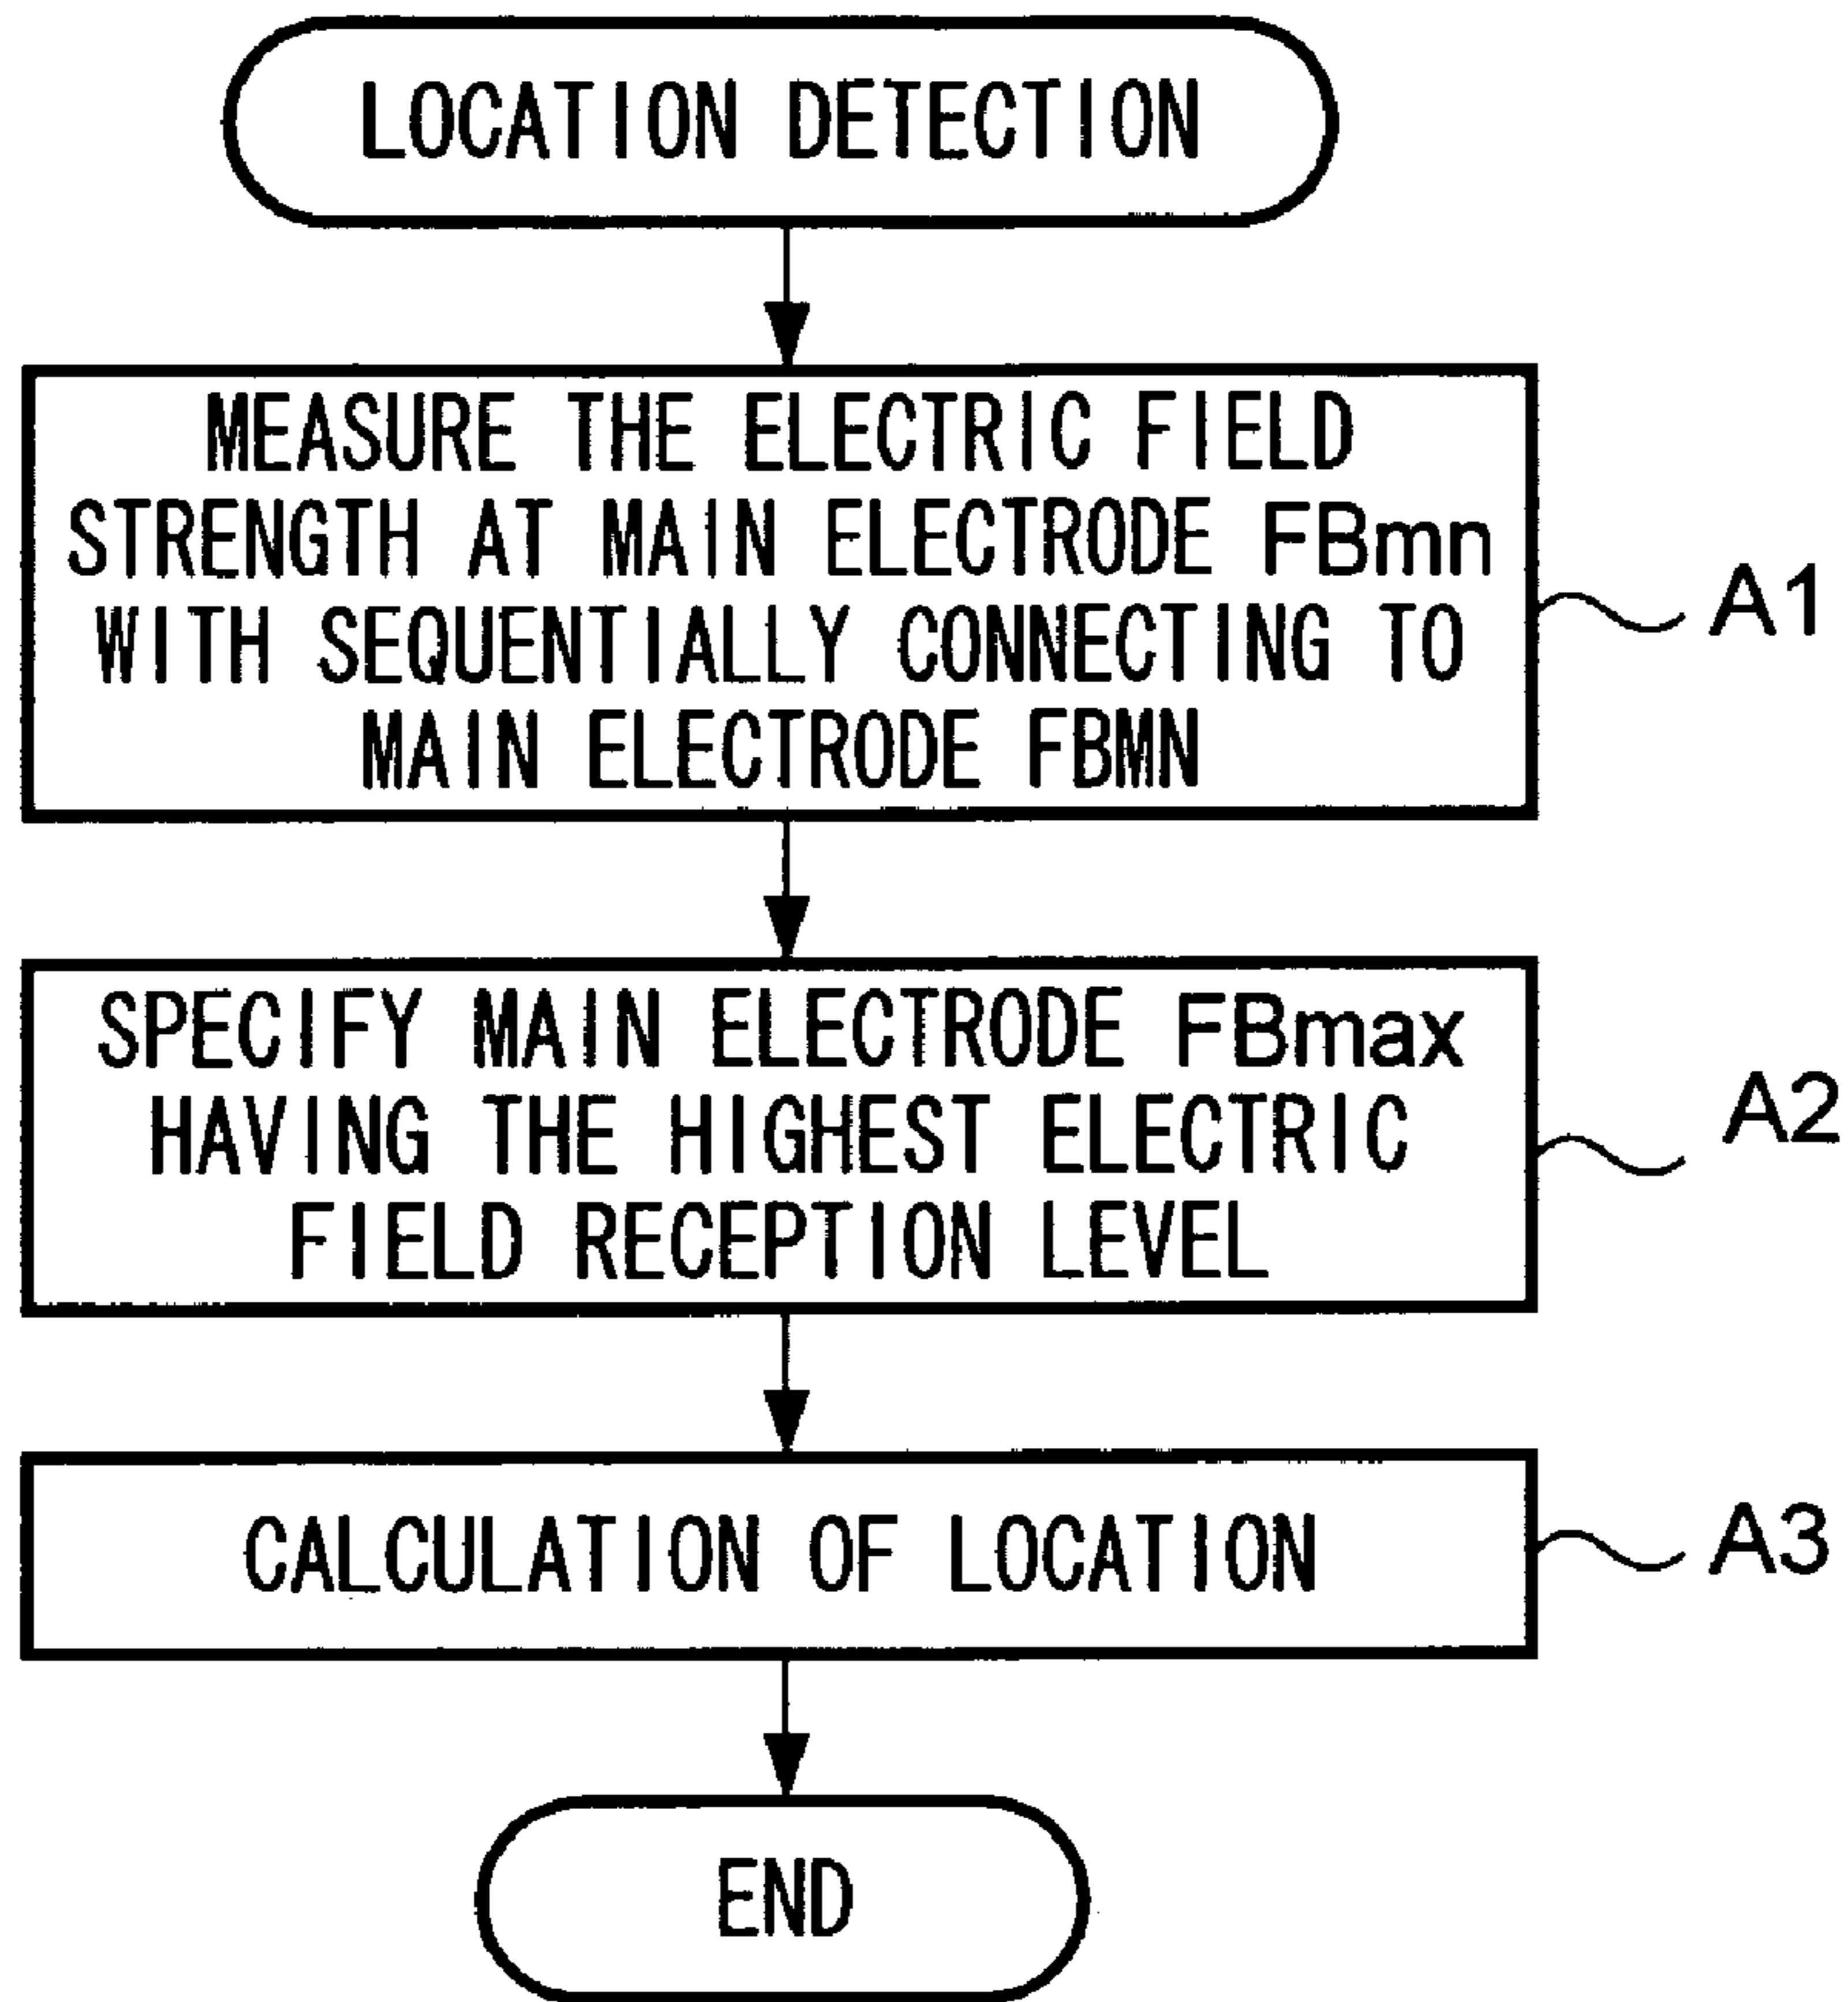 LOCATION DETECTION
MEASURE THE ELECTRIC FIELD
STRENGTH AT MAIN ELECTRODE FBmn
WITH SEQUENTIALLY CONNECTING TO
MAIN ELECTRODE FBMN
A1
SPECIFY MAIN ELECTRODE FBmax
HAVING THE HIGHEST ELECTRIC
FIELD RECEPTION LEVEL
A2
CALCULATION OF LOCATION
A3
END